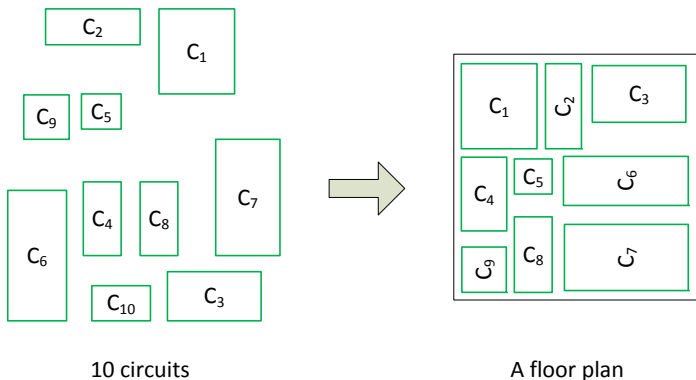 C₂
C₁
C₉ C₅
C₇
C₄ C₈
C₆
C₁₀ C₃
10 circuits
C₁ C₂ C₃
C₄ C₅ C₆
C₉ C₈ C₇
A floor plan